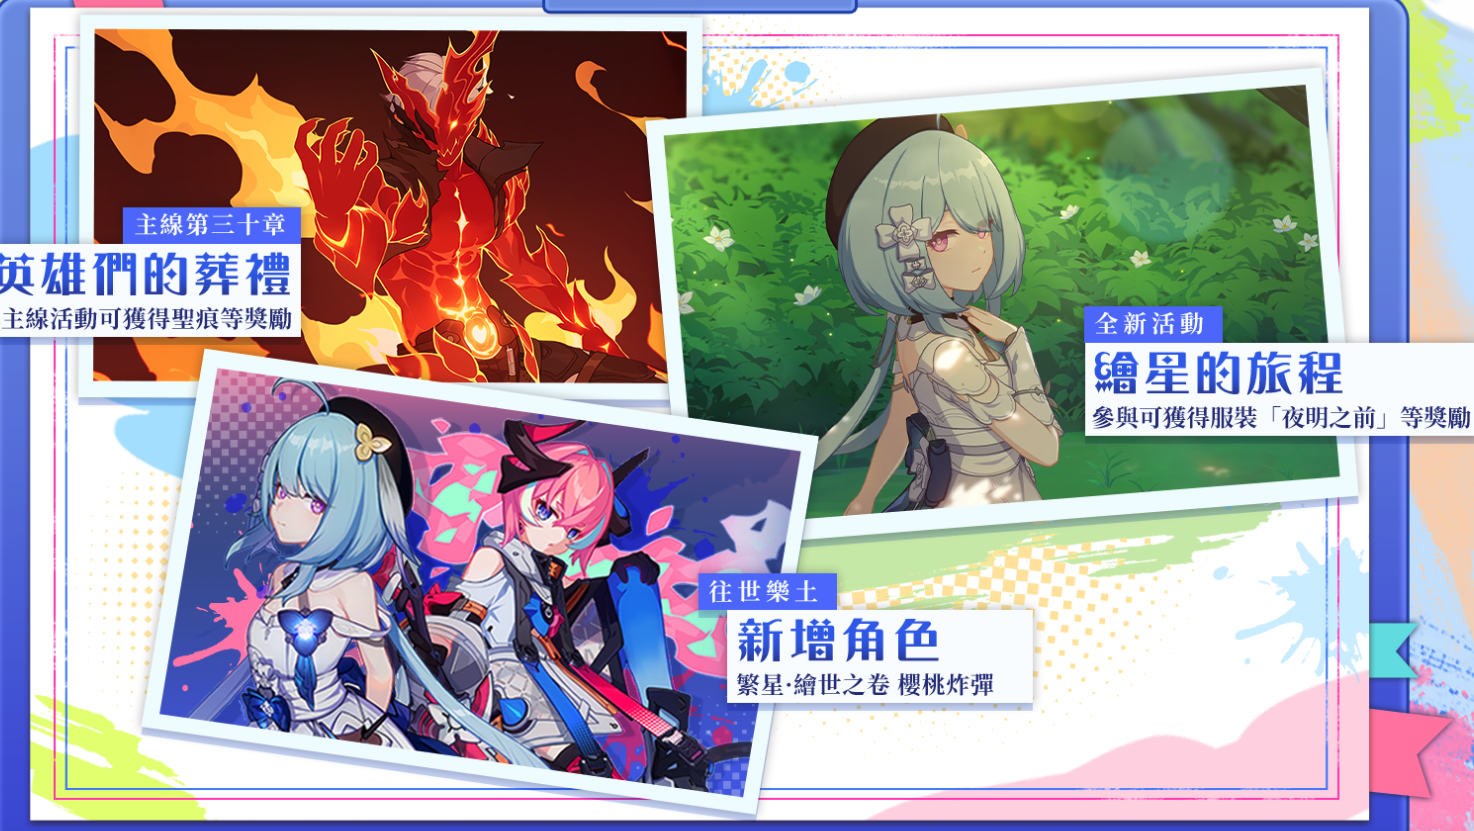 主線第三十章
英雄們的葬禮
主線活動可獲得聖痕等獎勵
全新活動
繪星的旅程
參與可獲得服裝「夜明之前」等獎勵
往世樂土
新增角色
繁星·繪世之卷 櫻桃炸彈